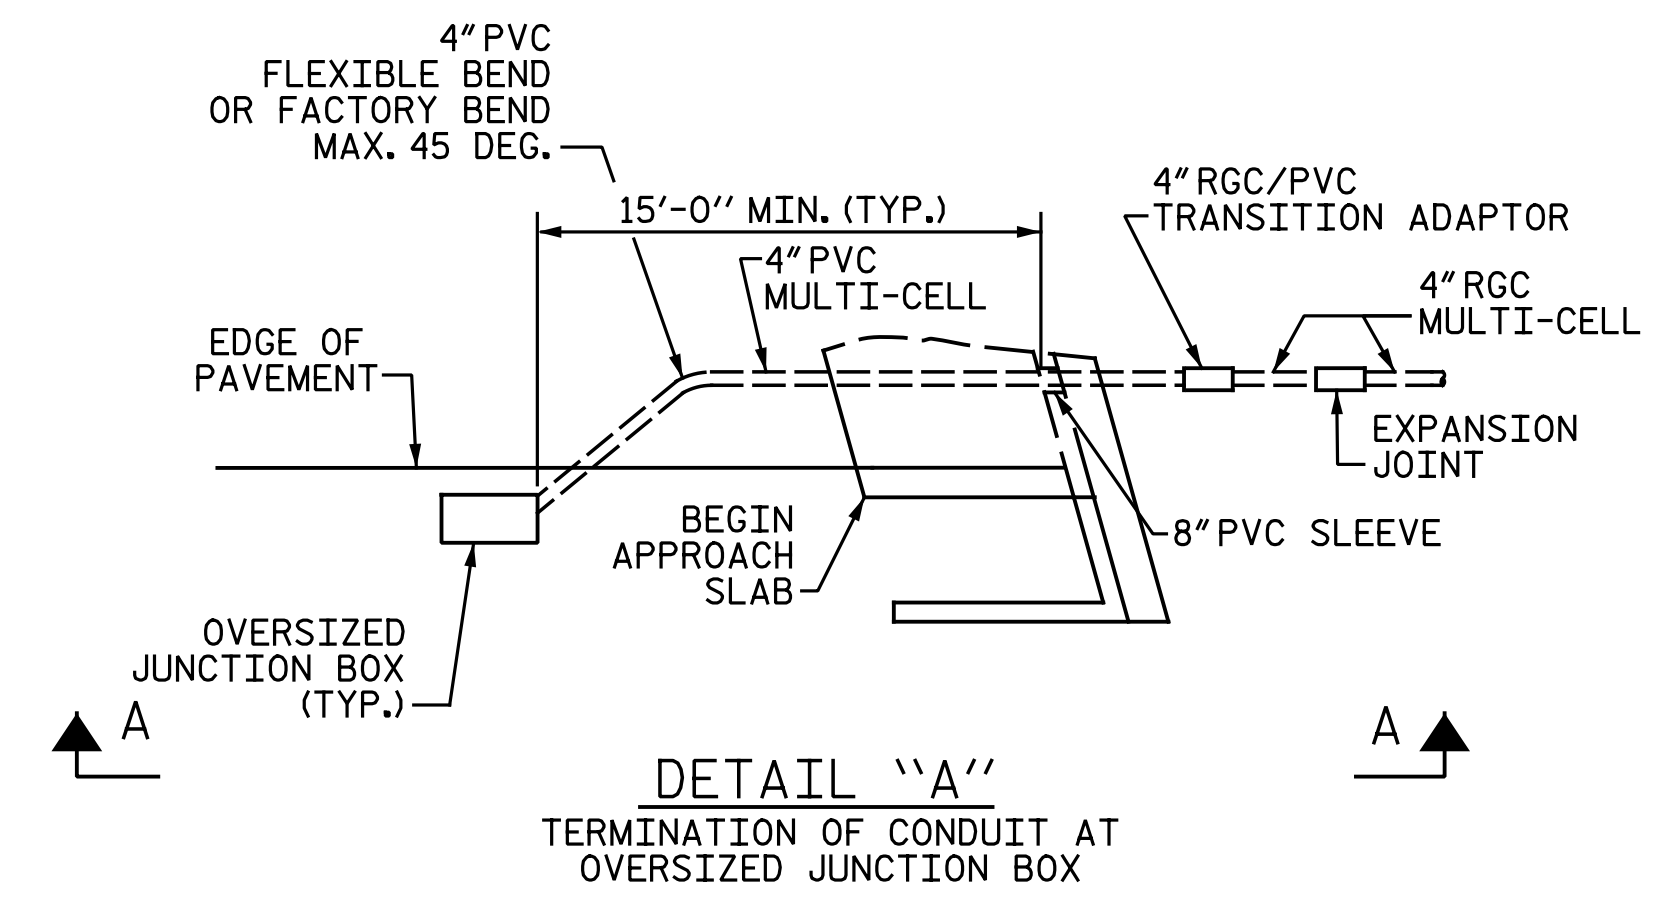 4" PVC
FLEXIBLE BEND
OR FACTORY BEND
MAX. 45 DEG.
15'-0" MIN. (TYP.)
4" PVC
MULTI-CELL
4" RGC/PVC
TRANSITION ADAPTOR
4" RGC
MULTI-CELL
EDGE OF
PAVEMENT
EXPANSION
JOINT
BEGIN
APPROACH
SLAB
8" PVC SLEEVE
OVERSIZED
JUNCTION BOX
(TYP.)
A
A
DETAIL "A"
TERMINATION OF CONDUIT AT
OVERSIZED JUNCTION BOX